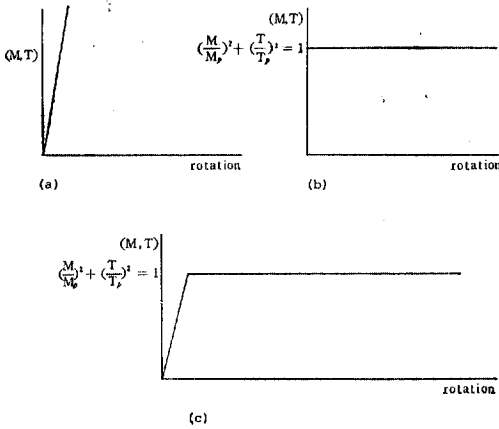 (M,T)
rotation
(a)
(M,T)
(M/Mₚ)² + (T/Tₚ)² = 1
rotation
(b)
(M,T)
(M/Mₚ)² + (T/Tₚ)² = 1
rotation
(c)